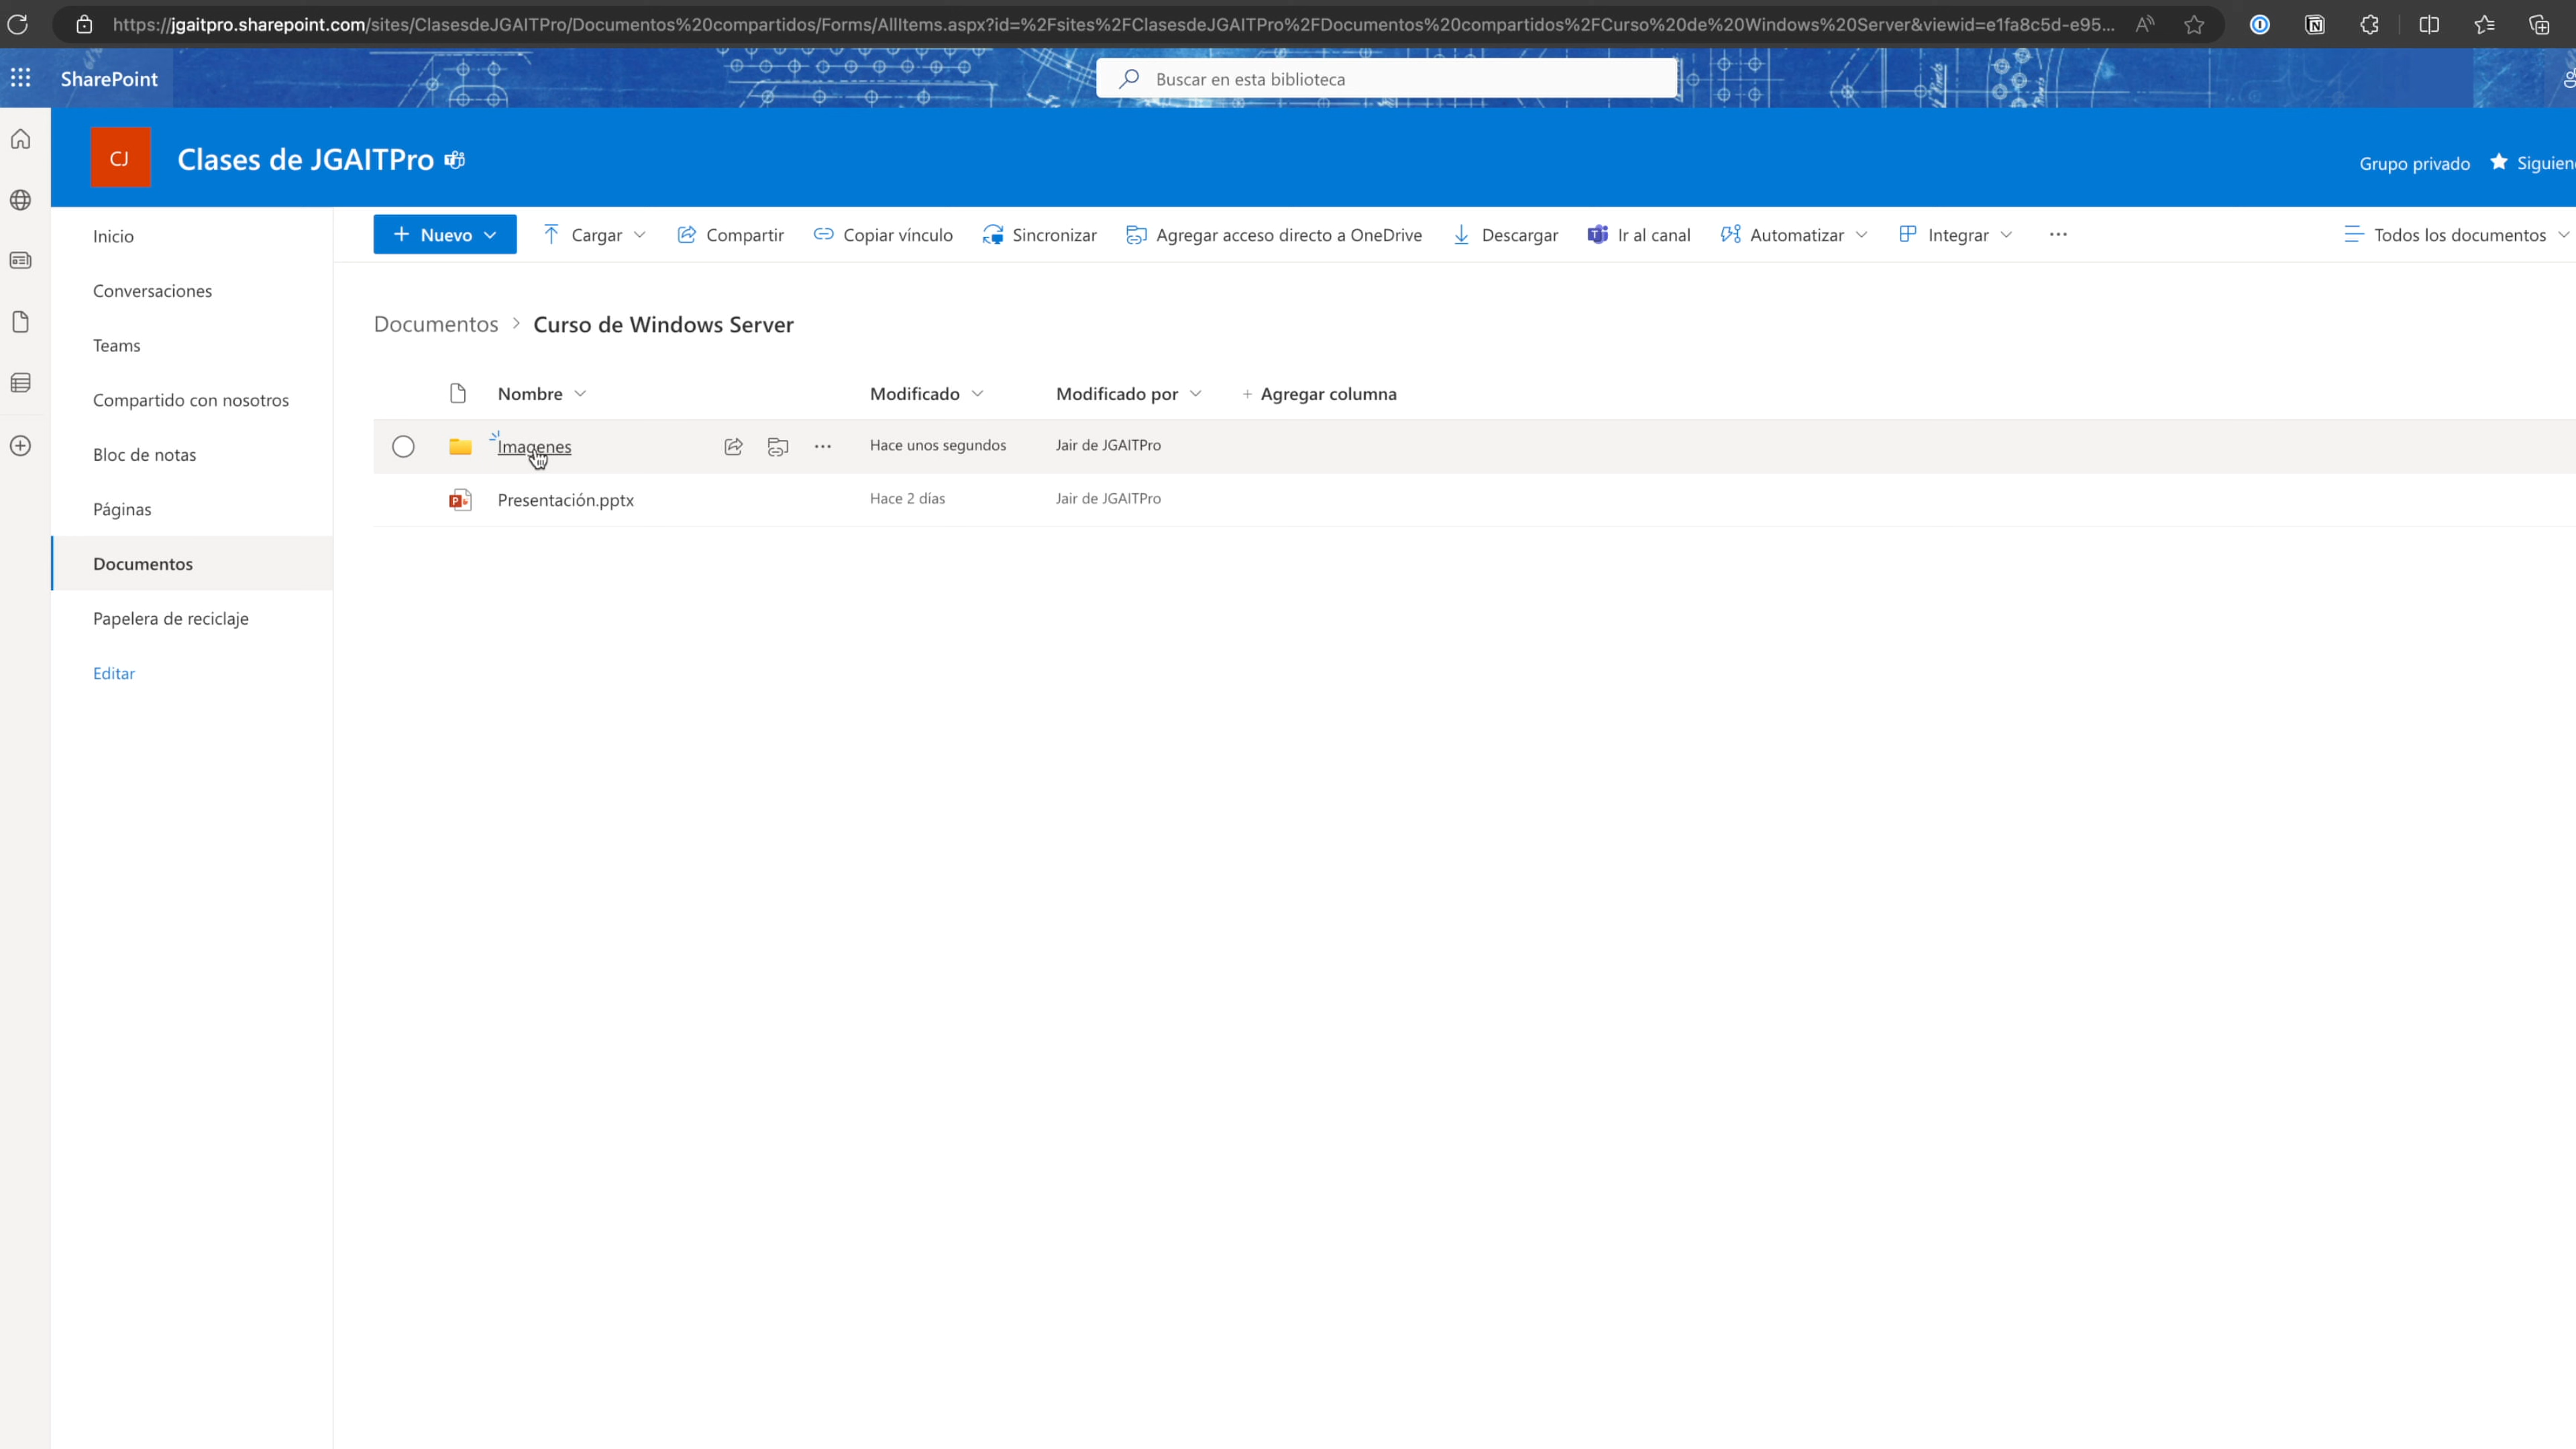 https://jgaitpro.sharepoint.com/sites/ClasesdeJGAITPro/Documentos%20compartidos/Forms/AllItems.aspx?id=%2Fsites%2FClasesdeJGAITPro%2FDocumentos%20compartidos%2FCurso%20de%20Windows%20Server&viewid=e1fa8c5d-e95...
SharePoint
Buscar en esta biblioteca
CJ
Clases de JGAITPro
Grupo privado
Siguien
Inicio
Conversaciones
Teams
Compartido con nosotros
Bloc de notas
Páginas
Documentos
Papelera de reciclaje
Editar
+ Nuevo
Cargar
Compartir
Copiar vínculo
Sincronizar
Agregar acceso directo a OneDrive
Descargar
Ir al canal
Automatizar
Integrar
...
Todos los documentos
Documentos > Curso de Windows Server
Nombre Modificado Modificado por + Agregar columna
Imagenes ... Hace unos segundos Jair de JGAITPro
Presentación.pptx Hace 2 días Jair de JGAITPro